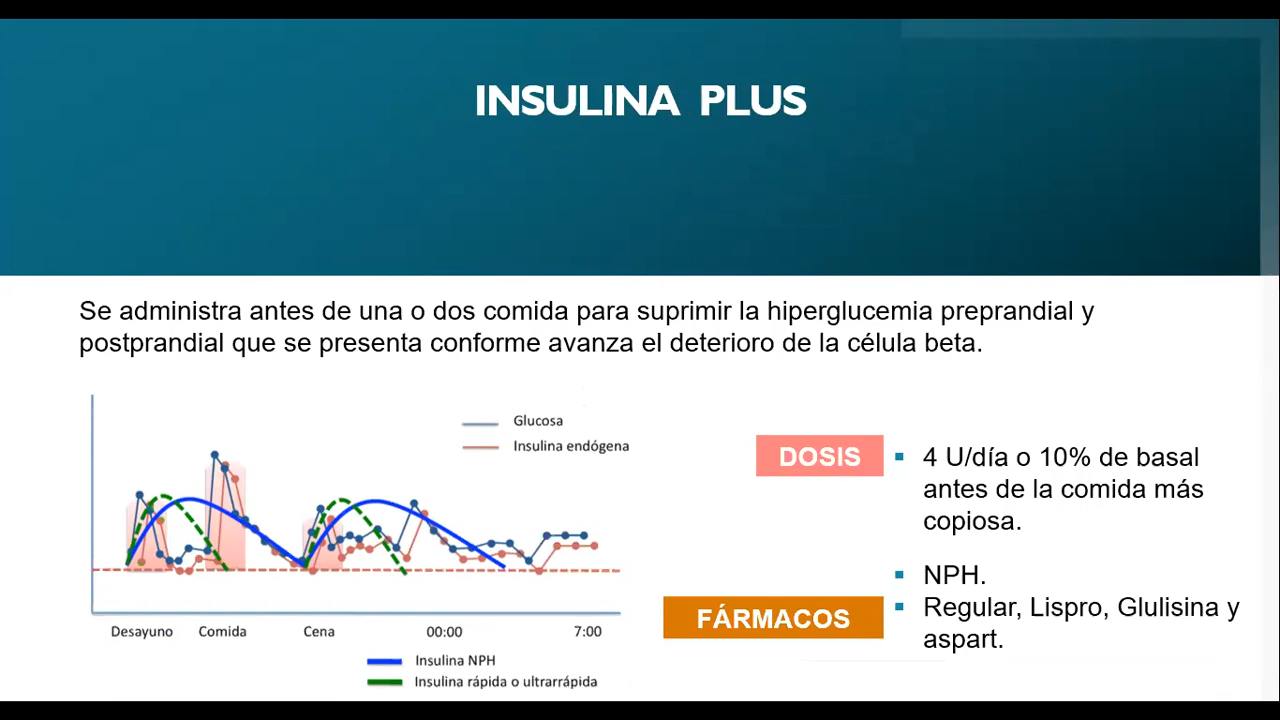 INSULINA PLUS
Se administra antes de una o dos comida para suprimir la hiperglucemia preprandial y
postprandial que se presenta conforme avanza el deterioro de la célula beta.
Glucosa
Insulina endógena
Desayuno
Comida
Cena
00:00
7:00
Insulina NPH
Insulina rápida o ultrarrápida
DOSIS
4 U/día o 10% de basal
antes de la comida más
copiosa.
FÁRMACOS
NPH.
Regular, Lispro, Glulisina y
aspart.